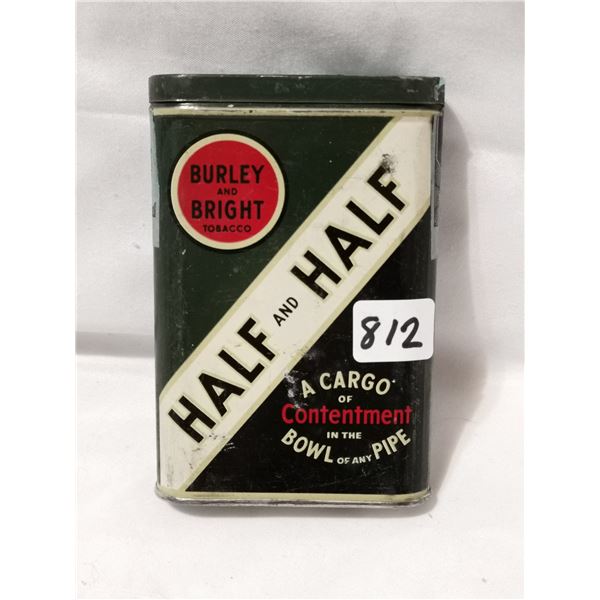 BURLEY
AND
BRIGHT
TOBACCO
HALF AND HALF
812
A CARGO
OF
Contentment
IN THE
BOWL OF ANY PIPE